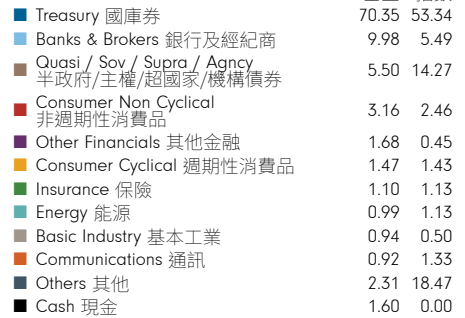 Treasury 國庫券 70.35 53.34
Banks & Brokers 銀行及經紀商 9.98 5.49
Quasi / Sov / Supra / Agncy
半政府/主權/超國家/機構債券 5.50 14.27
Consumer Non Cyclical
非週期性消費品 3.16 2.46
Other Financials 其他金融 1.68 0.45
Consumer Cyclical 週期性消費品 1.47 1.43
Insurance 保險 1.10 1.13
Energy 能源 0.99 1.13
Basic Industry 基本工業 0.94 0.50
Communications 通訊 0.92 1.33
Others 其他 2.31 18.47
Cash 現金 1.60 0.00